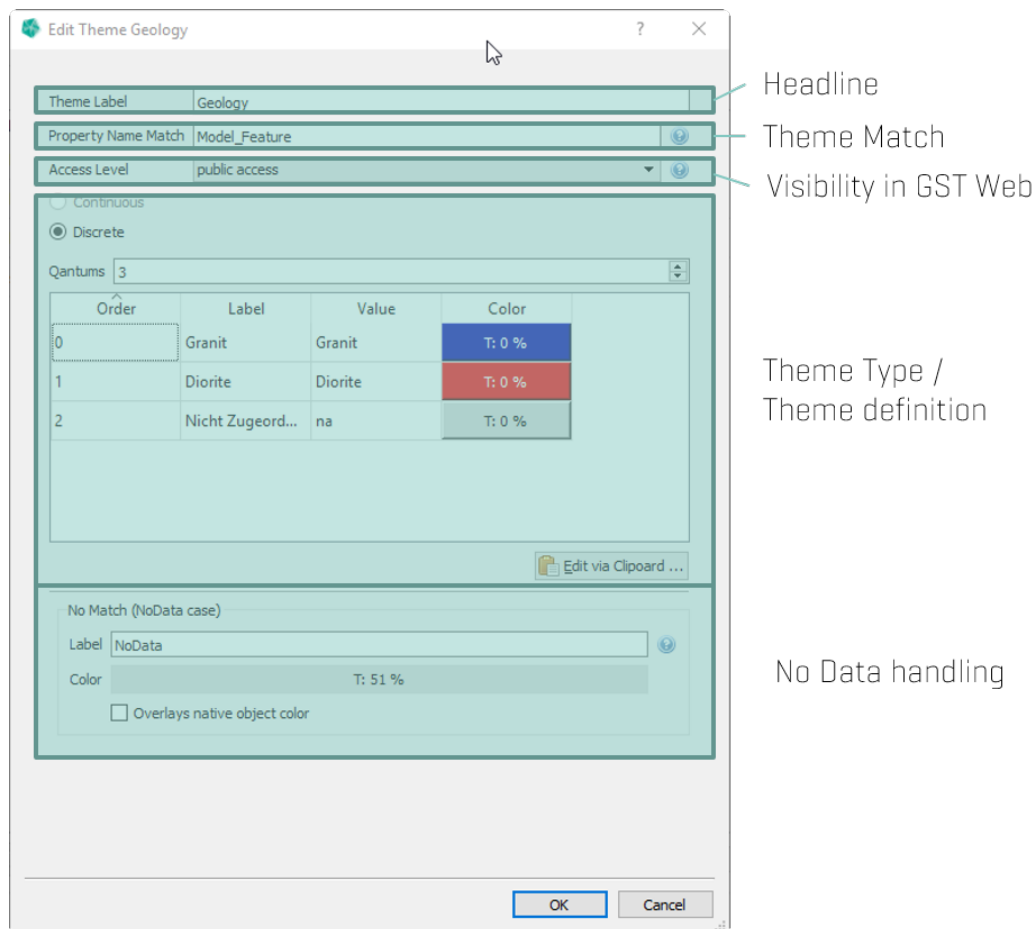 Edit Theme Geology
?
Theme Label Geology
Headline
Property Name Match Model_Feature
Theme Match
Access Level public access
Visibility in GST Web
Continuous
Discrete
Qantums 3
Order Label Value Color
0 Granit Granit T: 0 %
1 Diorite Diorite T: 0 %
2 Nicht Zugeord... na T: 0 %
Theme Type /
Theme definition
Edit via Clipoard ...
No Match (NoData case)
Label NoData
Color T: 51 %
Overlays native object color
No Data handling
OK Cancel